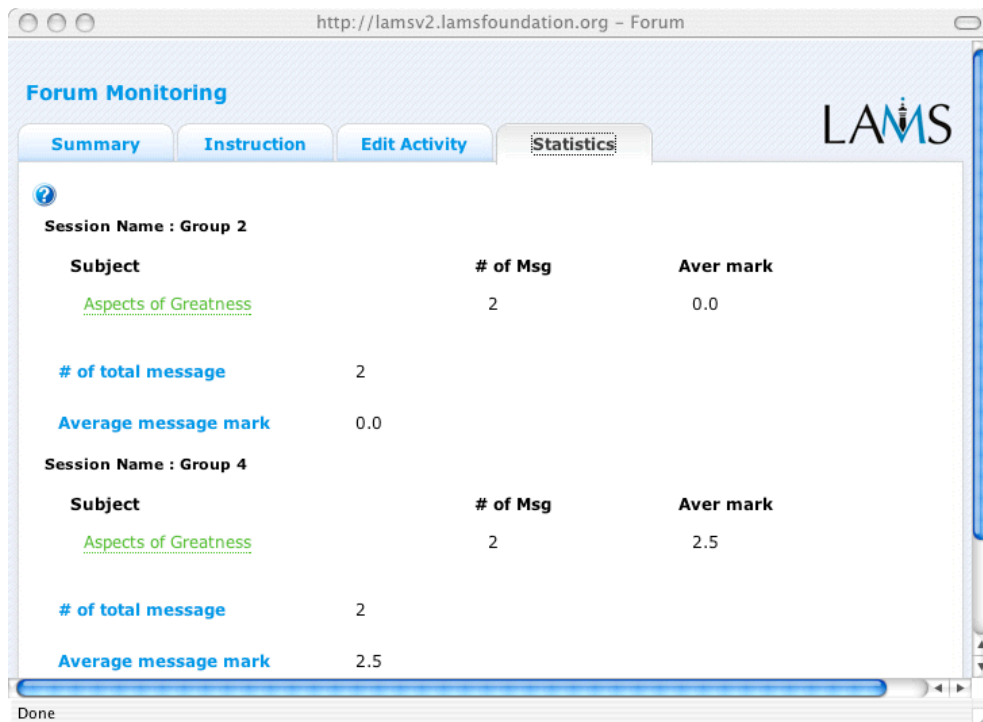 http://lamsv2.lamsfoundation.org – Forum
Forum Monitoring
LAMS
Summary Instruction Edit Activity Statistics
?
Session Name : Group 2
Subject # of Msg Aver mark
Aspects of Greatness 2 0.0
# of total message 2
Average message mark 0.0
Session Name : Group 4
Subject # of Msg Aver mark
Aspects of Greatness 2 2.5
# of total message 2
Average message mark 2.5
Done